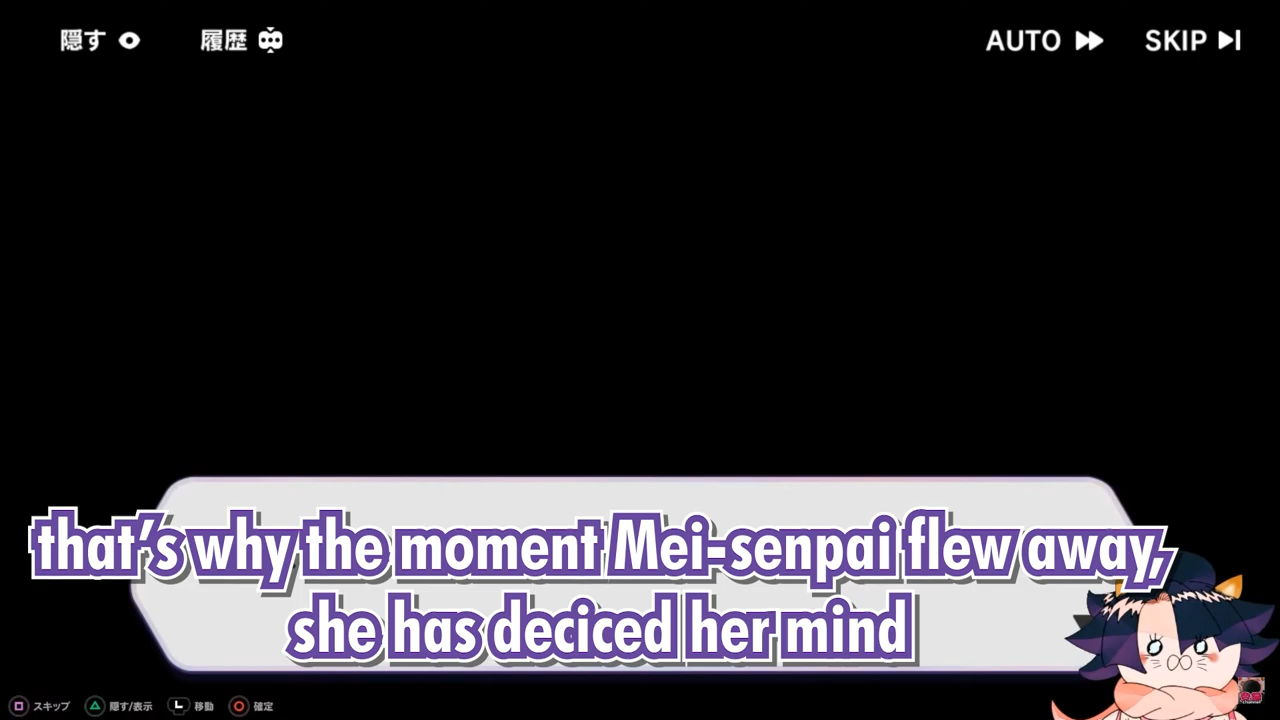 隠す
履歴
AUTO
SKIP
that's why the moment Mei-senpai flew away,
she has deciced her mind
スキップ
隠す/表示
L 移動
確定